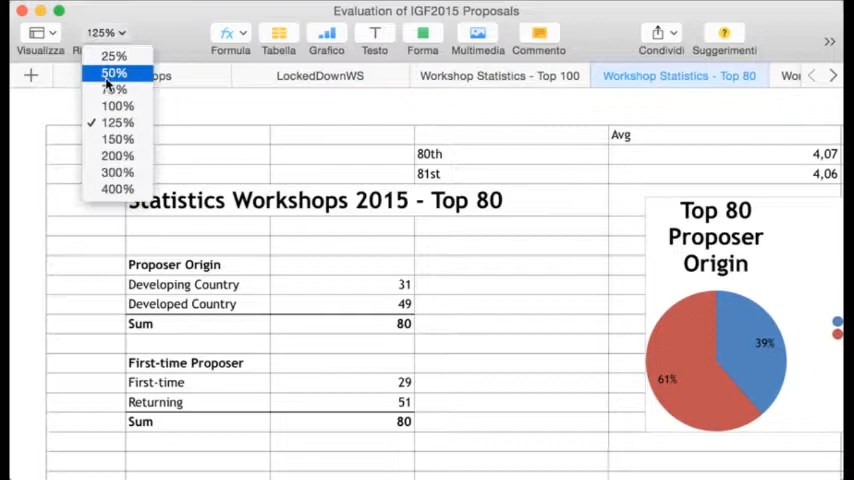 Evaluation of IGF2015 Proposals
125%
Visualizza
Formula
Tabella
Grafico
Testo
Forma
Multimedia
Commento
Condividi
Suggerimenti
25%
50%
75%
100%
✓ 125%
150%
200%
300%
400%
LockedDownWS
Workshop Statistics - Top 100
Workshop Statistics - Top 80
Avg
80th 4,07
81st 4,06
Statistics Workshops 2015 - Top 80
Proposer Origin
Developing Country 31
Developed Country 49
Sum 80
First-time Proposer
First-time 29
Returning 51
Sum 80
Top 80
Proposer
Origin
39%
61%